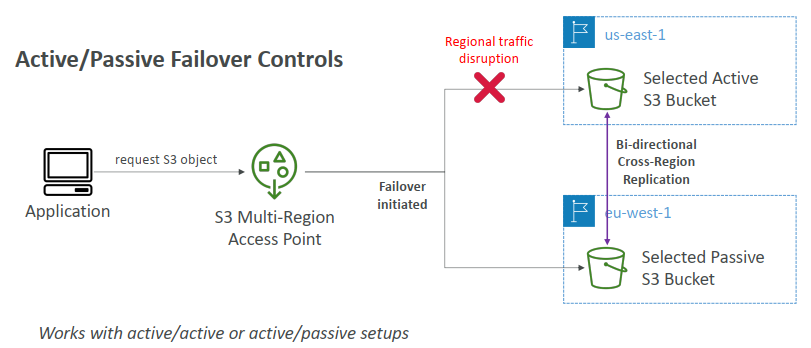 Active/Passive Failover Controls
Regional traffic
disruption
us-east-1
Selected Active
S3 Bucket
request S3 object
Application
S3 Multi-Region
Access Point
Failover
initiated
Bi-directional
Cross-Region
Replication
eu-west-1
Selected Passive
S3 Bucket
Works with active/active or active/passive setups